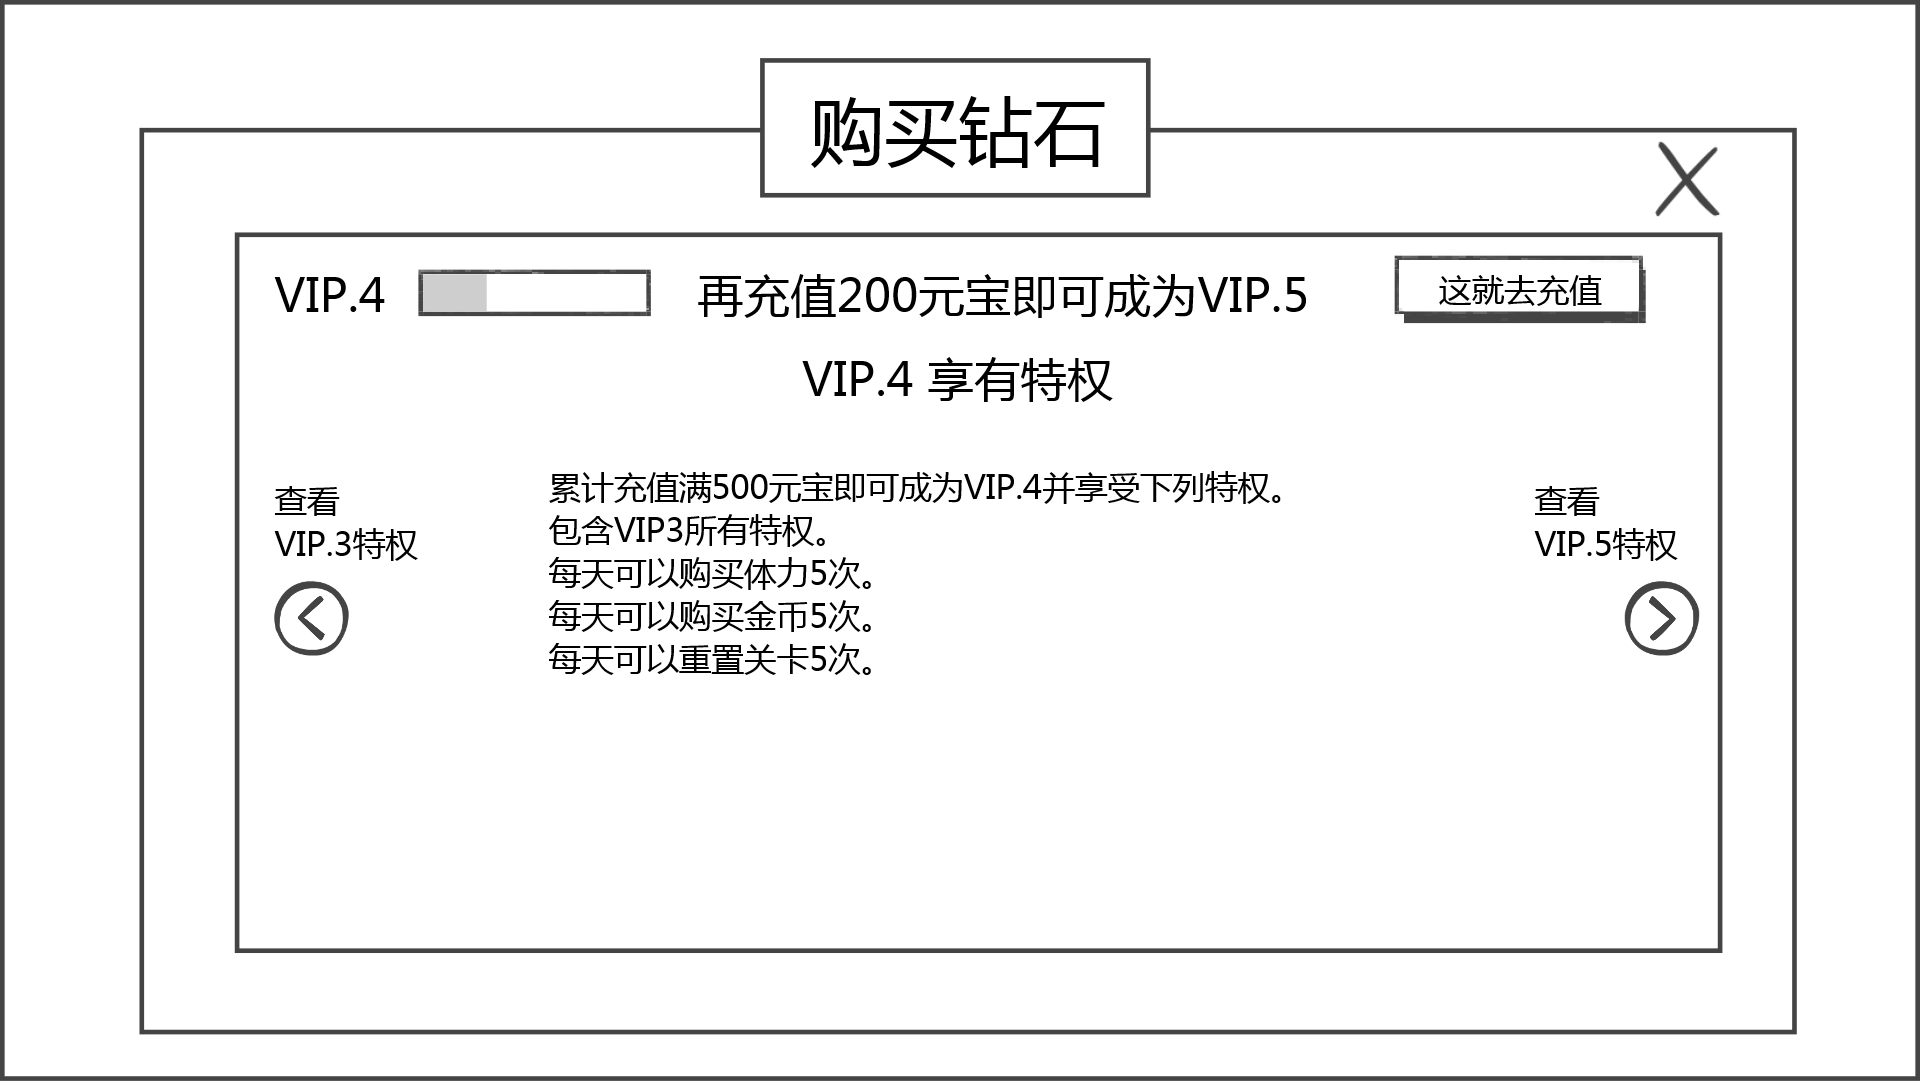 购买钻石
VIP.4
再充值200元宝即可成为VIP.5
这就去充值
VIP.4 享有特权
查看
VIP.3特权
累计充值满500元宝即可成为VIP.4并享受下列特权。
包含VIP3所有特权。
每天可以购买体力5次。
每天可以购买金币5次。
每天可以重置关卡5次。
查看
VIP.5特权